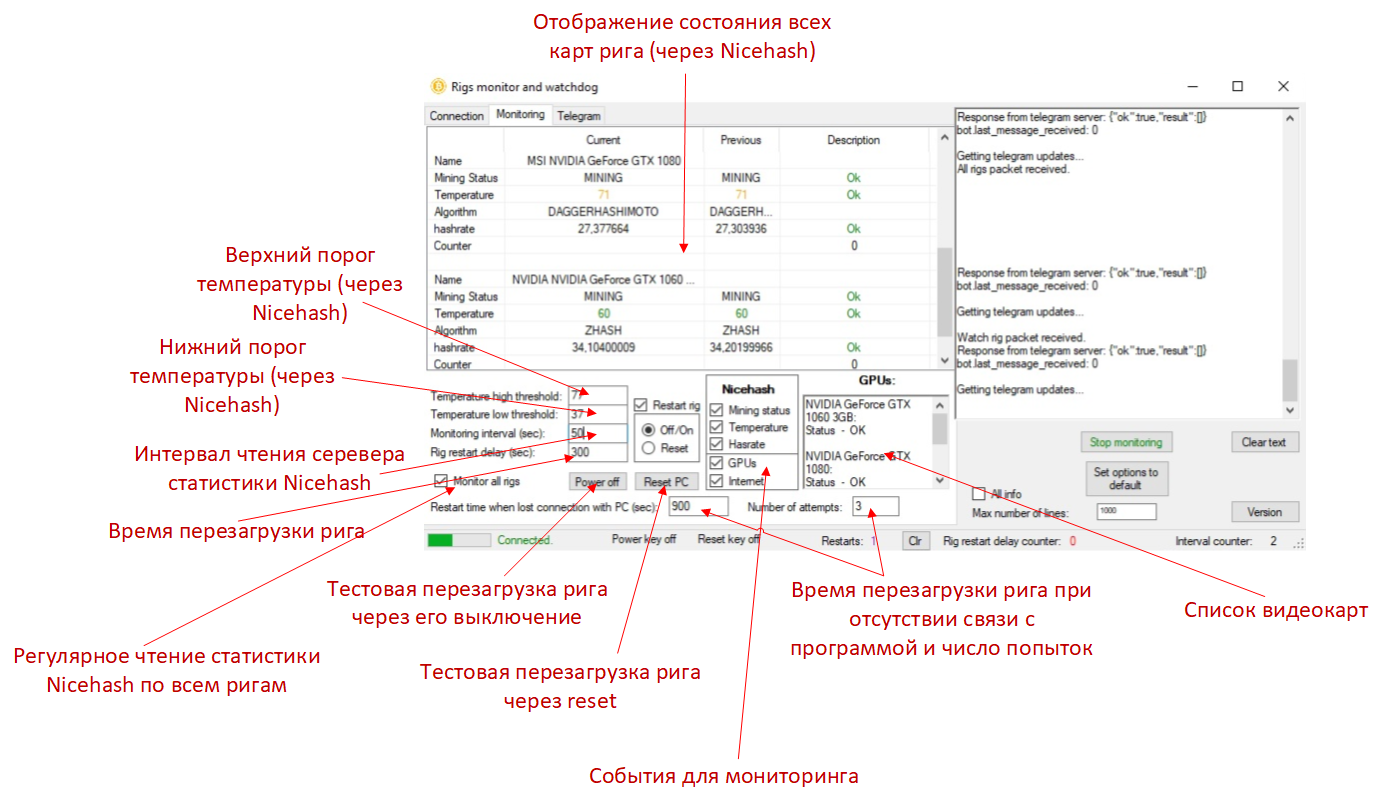 Отображение состояния всех
карт рига (через Nicehash)
Rigs monitor and watchdog
Connection Monitoring Telegram
Current Previous Description
Name MSI NVIDIA GeForce GTX 1080
Mining Status MINING MINING Ok
Temperature 71 71 Ok
Algorithm DAGGERHASHIMOTO DAGGERH...
hashrate 27,377664 27,303936 Ok
Counter 0
Name NVIDIA NVIDIA GeForce GTX 1060 ...
Mining Status MINING MINING Ok
Temperature 60 60 Ok
Algorithm ZHASH ZHASH
hashrate 34,10400009 34,20199966 Ok
Counter 0
Response from telegram server: {"ok":true,"result":[]}
bot.last_message_received: 0
Getting telegram updates...
All rigs packet received.
Response from telegram server: {"ok":true,"result":[]}
bot.last_message_received: 0
Getting telegram updates...
Watch rig packet received.
Response from telegram server: {"ok":true,"result":[]}
bot.last_message_received: 0
Getting telegram updates...
Верхний порог
температуры (через
Nicehash)
Нижний порог
температуры (через
Nicehash)
Интервал чтения серевера
статистики Nicehash
Время перезагрузки рига
Temperature high threshold: 77
Temperature low threshold: 37
Monitoring interval (sec): 50
Rig restart delay (sec): 300
Monitor all rigs
Restart rig
Off/On
Reset
Power off Reset PC
Nicehash
Mining status
Temperature
Hasrate
GPUs
Internet
GPUs:
NVIDIA GeForce GTX
1060 3GB:
Status - OK
NVIDIA GeForce GTX
1080:
Status - OK
Restart time when lost connection with PC (sec): 900 Number of attempts: 3
Stop monitoring Clear text
Set options to
default
All info
Max number of lines: 1000 Version
Connected. Power key off Reset key off Restarts: 1 Clr Rig restart delay counter: 0 Interval counter: 2
Тестовая перезагрузка рига
через его выключение
Время перезагрузки рига при
отсутствии связи с
программой и число попыток
Список видеокарт
Регулярное чтение статистики
Nicehash по всем ригам
Тестовая перезагрузка рига
через reset
События для мониторинга